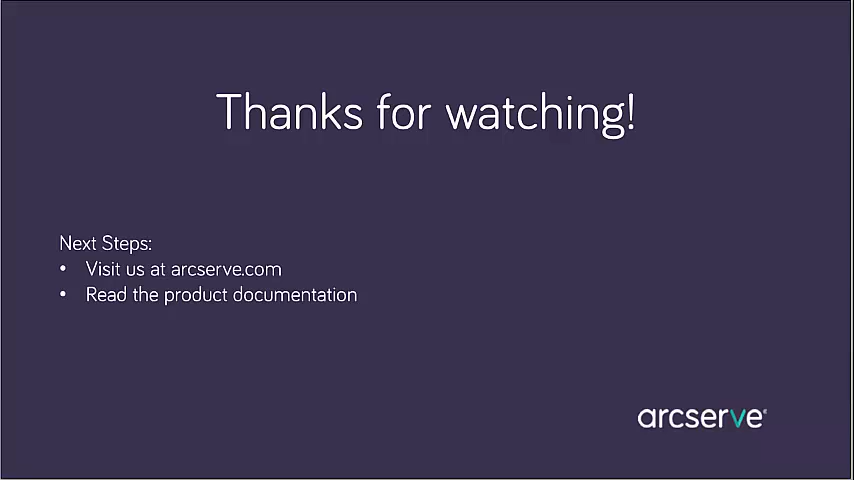 Thanks for watching!
Next Steps:
• Visit us at arcserve.com
• Read the product documentation
arcserve®